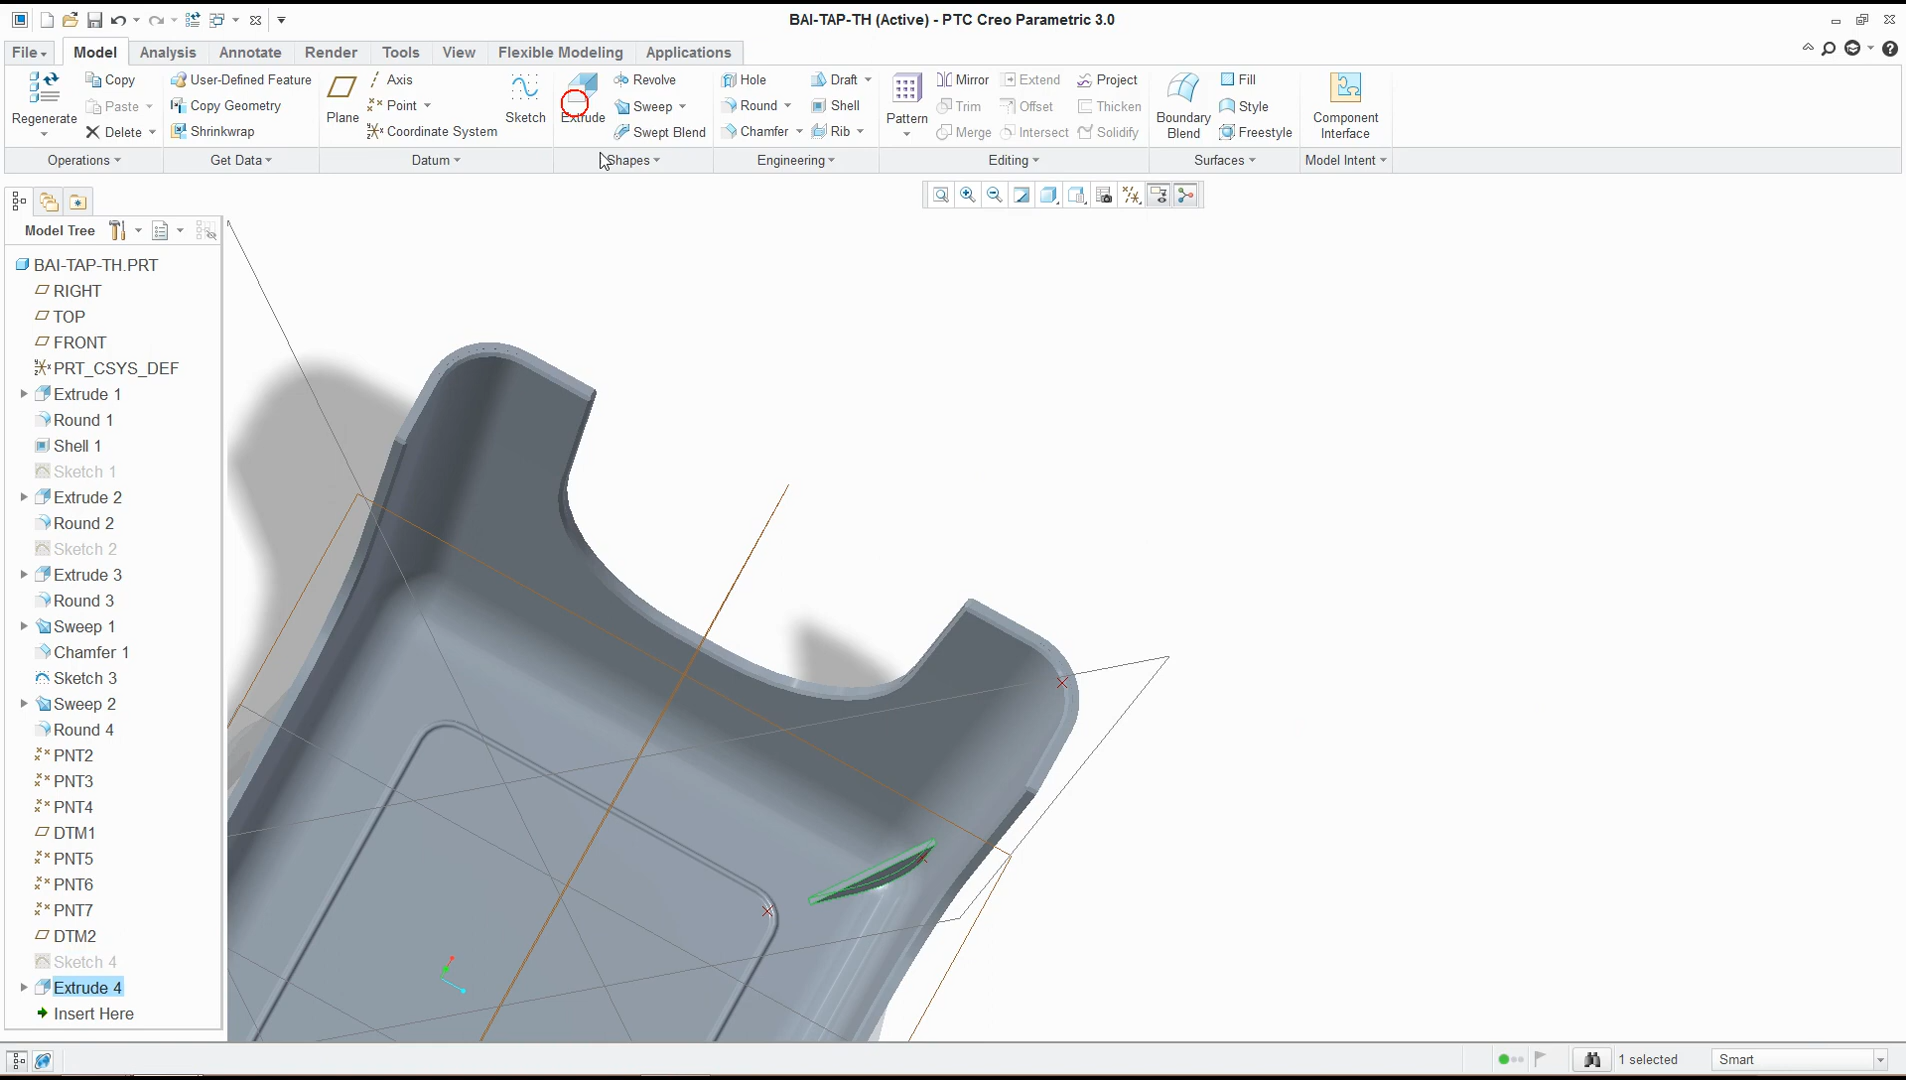 BAI-TAP-TH (Active) - PTC Creo Parametric 3.0
File Model Analysis Annotate Render Tools View Flexible Modeling Applications
Regenerate
Copy
Paste
Delete
Operations
User-Defined Feature
Copy Geometry
Shrinkwrap
Get Data
Plane
Axis
Point
Coordinate System
Sketch
Datum
Extrude
Revolve
Sweep
Swept Blend
Shapes
Hole
Round
Chamfer
Draft
Shell
Rib
Engineering
Pattern
Mirror
Trim
Merge
Extend
Offset
Intersect
Project
Thicken
Solidify
Editing
Boundary
Blend
Fill
Style
Freestyle
Surfaces
Component
Interface
Model Intent
Model Tree
BAI-TAP-TH.PRT
RIGHT
TOP
FRONT
PRT_CSYS_DEF
Extrude 1
Round 1
Shell 1
Sketch 1
Extrude 2
Round 2
Sketch 2
Extrude 3
Round 3
Sweep 1
Chamfer 1
Sketch 3
Sweep 2
Round 4
PNT2
PNT3
PNT4
DTM1
PNT5
PNT6
PNT7
DTM2
Sketch 4
Extrude 4
Insert Here
1 selected
Smart